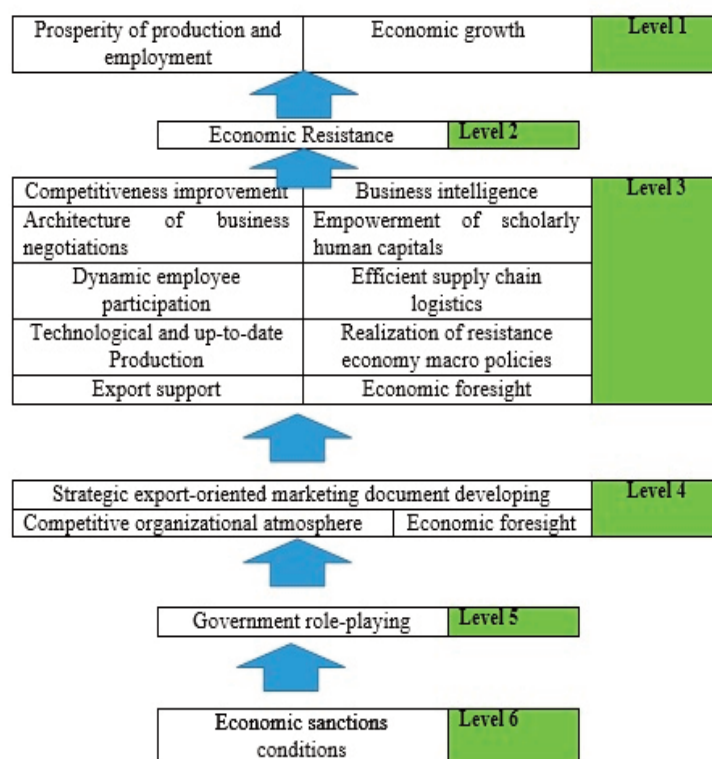 Prosperity of production and
employment
Economic growth
Level 1
Economic Resistance
Level 2
Competitiveness improvement
Business intelligence
Level 3
Architecture of business
negotiations
Empowerment of scholarly
human capitals
Dynamic employee
participation
Efficient supply chain
logistics
Technological and up-to-date
Production
Realization of resistance
economy macro policies
Export support
Economic foresight
Strategic export-oriented marketing document developing
Level 4
Competitive organizational atmosphere
Economic foresight
Government role-playing
Level 5
Economic sanctions
conditions
Level 6